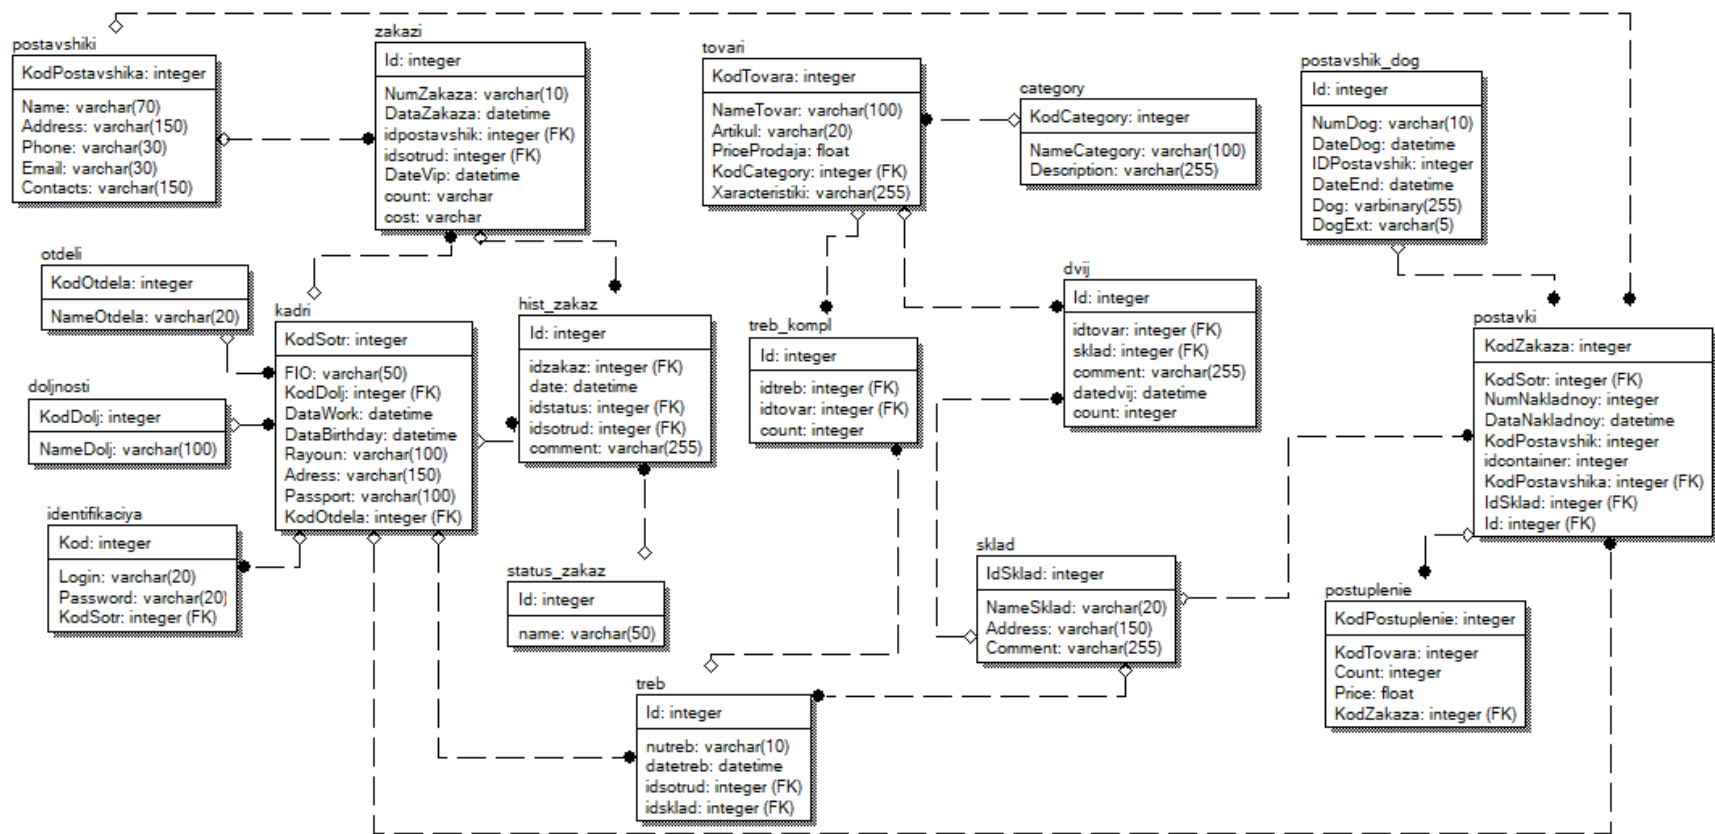 postavshiki
KodPostavshika: integer
Name: varchar(70)
Address: varchar(150)
Phone: varchar(30)
Email: varchar(30)
Contacts: varchar(150)
zakazi
Id: integer
NumZakaza: varchar(10)
DataZakaza: datetime
idpostavshik: integer (FK)
idsotrud: integer (FK)
DateVip: datetime
count: varchar
cost: varchar
tovari
KodTovara: integer
NameTovar: varchar(100)
Artikul: varchar(20)
PriceProdaja: float
KodCategory: integer (FK)
Xaracteristiki: varchar(255)
category
KodCategory: integer
NameCategory: varchar(100)
Description: varchar(255)
postavshik_dog
Id: integer
NumDog: varchar(10)
DateDog: datetime
IDPostavshik: integer
DateEnd: datetime
Dog: varbinary(255)
DogExt: varchar(5)
otdeli
KodOtdela: integer
NameOtdela: varchar(20)
doljnosti
KodDolj: integer
NameDolj: varchar(100)
identifikaciya
Kod: integer
Login: varchar(20)
Password: varchar(20)
KodSotr: integer (FK)
kadri
KodSotr: integer
FIO: varchar(50)
KodDolj: integer (FK)
DataWork: datetime
DataBirthday: datetime
Rayoun: varchar(100)
Adress: varchar(150)
Passport: varchar(100)
KodOtdela: integer (FK)
hist_zakaz
Id: integer
idzakaz: integer (FK)
date: datetime
idstatus: integer (FK)
idsotrud: integer (FK)
comment: varchar(255)
status_zakaz
Id: integer
name: varchar(50)
treb_kompl
Id: integer
idtreb: integer (FK)
idtovar: integer (FK)
count: integer
dvij
Id: integer
idtovar: integer (FK)
sklad: integer (FK)
comment: varchar(255)
datedvij: datetime
count: integer
postavki
KodZakaza: integer
KodSotr: integer (FK)
NumNakladnoy: integer
DataNakladnoy: datetime
KodPostavshik: integer
idcontainer: integer
KodPostavshika: integer (FK)
IdSklad: integer (FK)
Id: integer (FK)
sklad
IdSklad: integer
NameSklad: varchar(20)
Address: varchar(150)
Comment: varchar(255)
postuplenie
KodPostuplenie: integer
KodTovara: integer
Count: integer
Price: float
KodZakaza: integer (FK)
treb
Id: integer
nutreb: varchar(10)
datetreb: datetime
idsotrud: integer (FK)
idsklad: integer (FK)